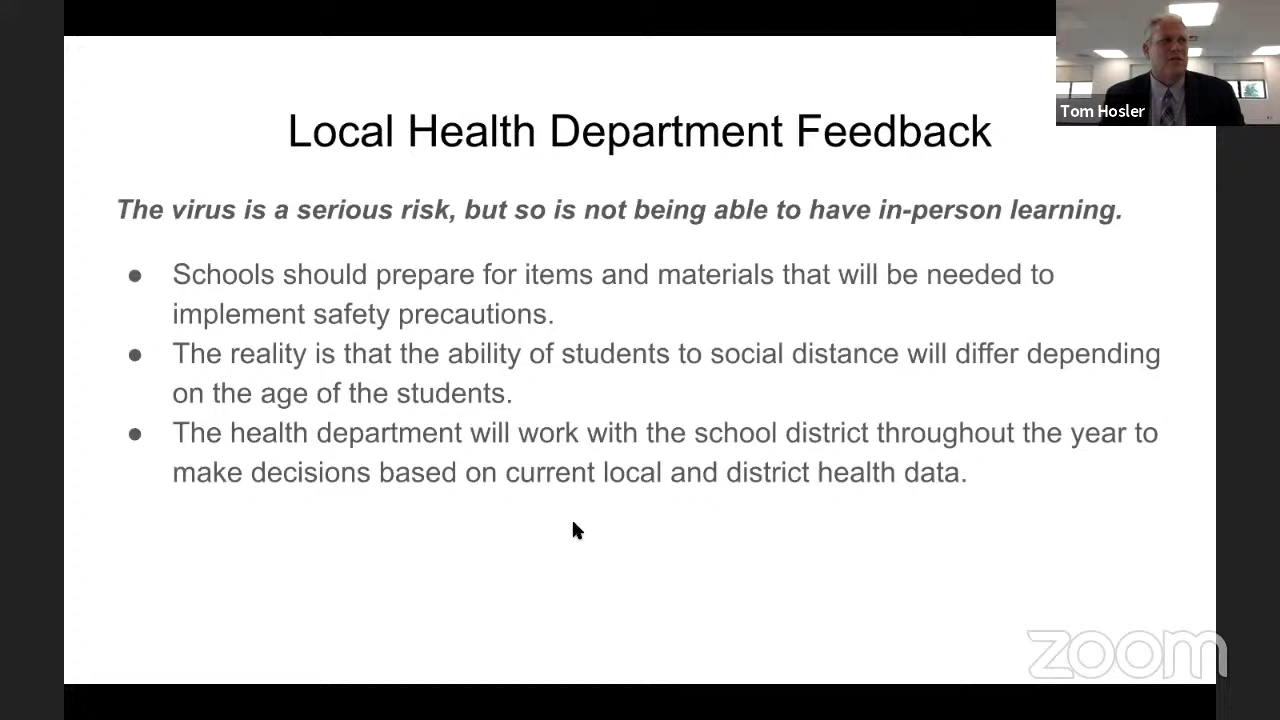 Tom Hosler
Local Health Department Feedback
The virus is a serious risk, but so is not being able to have in-person learning.
● Schools should prepare for items and materials that will be needed to
implement safety precautions.
● The reality is that the ability of students to social distance will differ depending
on the age of the students.
● The health department will work with the school district throughout the year to
make decisions based on current local and district health data.
zoom